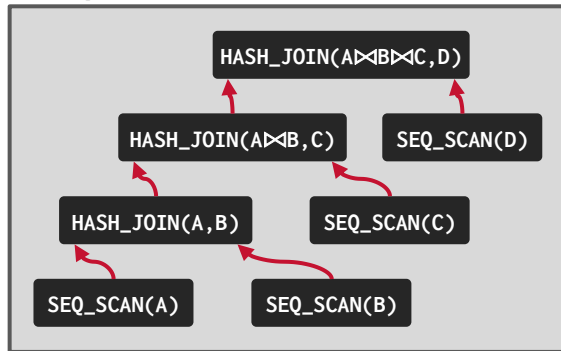 HASH_JOIN(A⨝B⨝C,D)
HASH_JOIN(A⨝B,C)
SEQ_SCAN(D)
HASH_JOIN(A,B)
SEQ_SCAN(C)
SEQ_SCAN(A)
SEQ_SCAN(B)